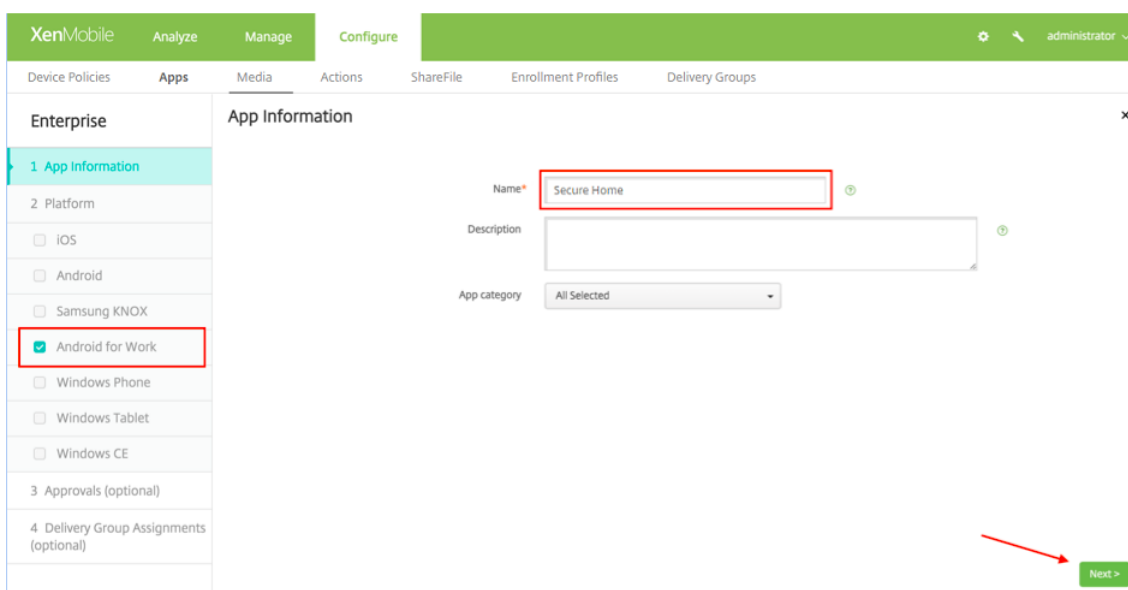 XenMobile Analyze Manage Configure administrator
Device Policies Apps Media Actions ShareFile Enrollment Profiles Delivery Groups
Enterprise
1 App Information
2 Platform
iOS
Android
Samsung KNOX
Android for Work
Windows Phone
Windows Tablet
Windows CE
3 Approvals (optional)
4 Delivery Group Assignments
(optional)
App Information
x
Name* Secure Home ?
Description ?
App category All Selected
Next >